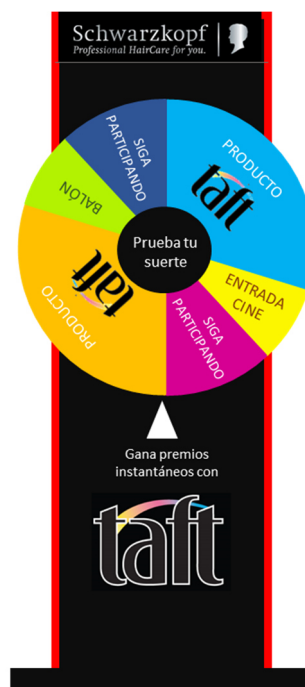 Schwarzkopf
Professional HairCare for you.
SIGA
PARTICIPANDO
PRODUCTO
taft
BALÓN
Prueba tu
suerte
ENTRADA
CINE
PRODUCTO
taft
SIGA
PARTICIPANDO
Gana premios
instantáneos con
taft